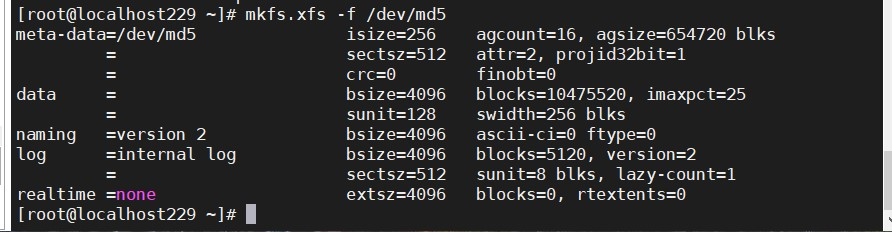 [root@localhost229 ~]# mkfs.xfs -f /dev/md5
meta-data=/dev/md5               isize=256    agcount=16, agsize=654720 blks
         =                       sectsz=512   attr=2, projid32bit=1
         =                       crc=0        finobt=0
data     =                       bsize=4096   blocks=10475520, imaxpct=25
         =                       sunit=128    swidth=256 blks
naming   =version 2              bsize=4096   ascii-ci=0 ftype=0
log      =internal log           bsize=4096   blocks=5120, version=2
         =                       sectsz=512   sunit=8 blks, lazy-count=1
realtime =none                   extsz=4096   blocks=0, rtextents=0
[root@localhost229 ~]#